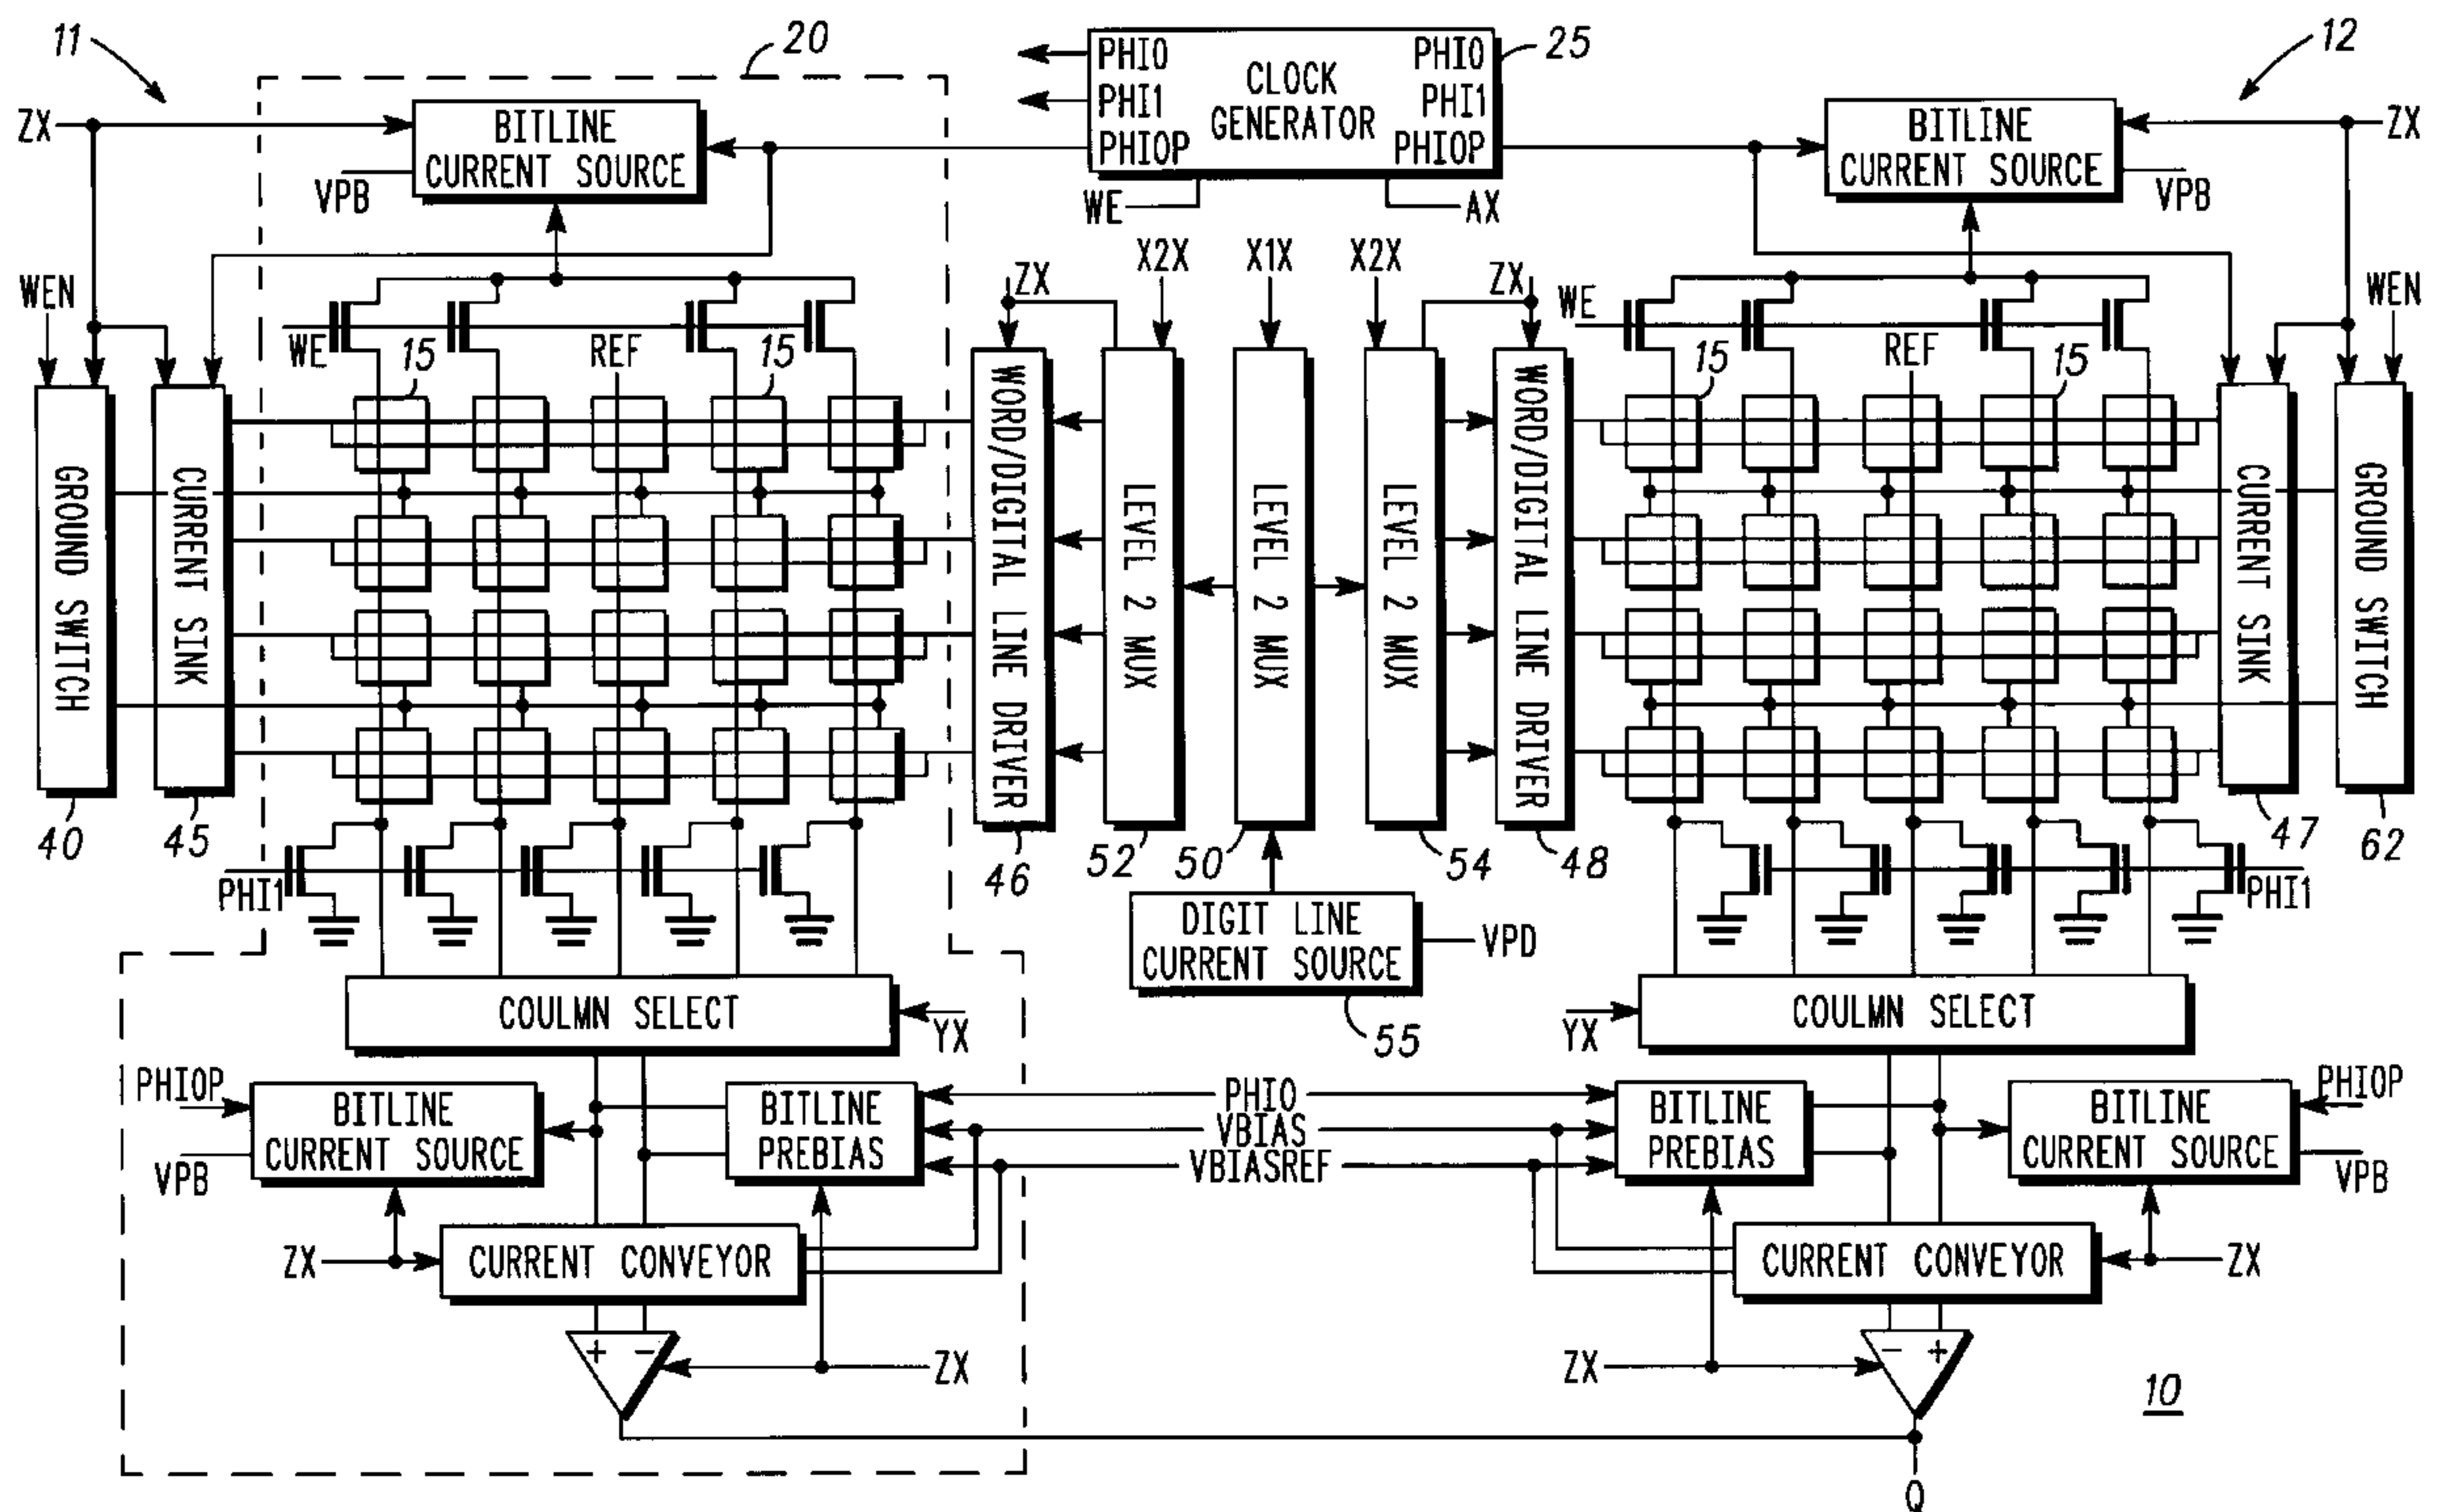 11
20
25
12
PHI0
PHI1
PHIOP
CLOCK
GENERATOR
PHI0
PHI1
PHIOP
ZX
BITLINE
CURRENT SOURCE
VPB
WE
AX
BITLINE
CURRENT SOURCE
ZX
VPB
WEN
WE
15
REF
15
ZX
X2X
X1X
X2X
ZX
WE
15
REF
15
WEN
GROUND SWITCH
CURRENT SINK
WORD/DIGITAL LINE DRIVER
LEVEL 2 MUX
LEVEL 2 MUX
LEVEL 2 MUX
WORD/DIGITAL LINE DRIVER
CURRENT SINK
GROUND SWITCH
40
45
46
52
50
54
48
47
62
PHI1
PHI1
DIGIT LINE
CURRENT SOURCE
VPD
55
COULMN SELECT
YX
YX
COULMN SELECT
PHIOP
BITLINE
CURRENT SOURCE
VPB
BITLINE
PREBIAS
PHI0
VBIAS
VBIASREF
BITLINE
PREBIAS
BITLINE
CURRENT SOURCE
PHIOP
VPB
ZX
CURRENT CONVEYOR
CURRENT CONVEYOR
ZX
+ −
ZX
ZX
− +
10
Q